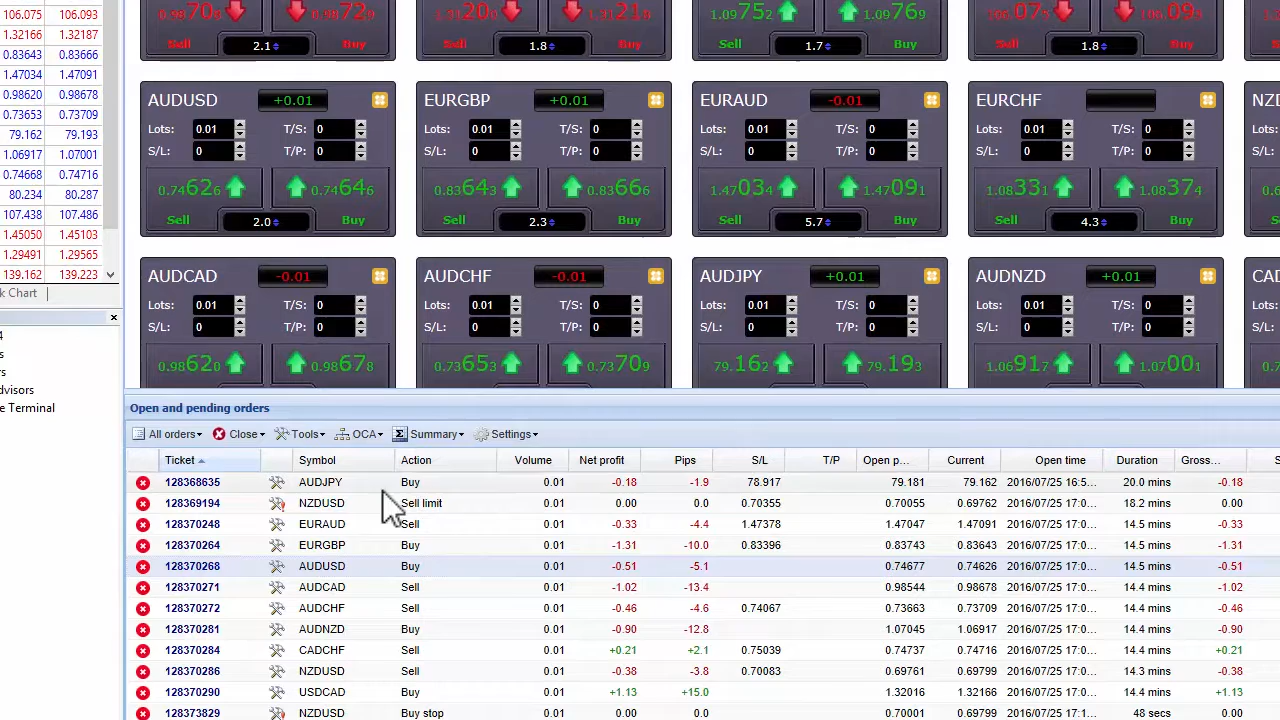 106.075 106.093
1.32166 1.32187
0.83643 0.83666
1.47034 1.47091
0.98620 0.98678
0.73653 0.73709
79.162 79.193
1.06917 1.07001
0.74668 0.74706
80.234 80.287
107.438 107.486
1.45050 1.45103
1.29491 1.29565
139.162 139.223
k Chart
dvisors
e Terminal
Sell 2.1 Buy
Sell 1.8 Buy
1.09752 1.09769
Sell 1.7 Buy
106.075 106.093
Sell 1.8 Buy
AUDUSD +0.01
Lots: 0.01 T/S: 0
S/L: 0 T/P: 0
0.74626 0.74646
Sell 2.0 Buy
EURGBP +0.01
Lots: 0.01 T/S: 0
S/L: 0 T/P: 0
0.83643 0.83666
Sell 2.3 Buy
EURAUD -0.01
Lots: 0.01 T/S: 0
S/L: 0 T/P: 0
1.47034 1.47091
Sell 5.7 Buy
EURCHF
Lots: 0.01 T/S: 0
S/L: 0 T/P: 0
1.08331 1.08374
Sell 4.3 Buy
NZ
Lots:
S/L:
Sell
AUDCAD -0.01
Lots: 0.01 T/S: 0
S/L: 0 T/P: 0
0.98620 0.98678
AUDCHF -0.01
Lots: 0.01 T/S: 0
S/L: 0 T/P: 0
0.73653 0.73709
AUDJPY +0.01
Lots: 0.01 T/S: 0
S/L: 0 T/P: 0
79.162 79.193
AUDNZD +0.01
Lots: 0.01 T/S: 0
S/L: 0 T/P: 0
1.06917 1.07001
CA
Lots:
S/L:
Open and pending orders
All orders Close Tools OCA Summary Settings
Ticket Symbol Action Volume Net profit Pips S/L T/P Open p... Current Open time Duration Gross... S
128368635 AUDJPY Buy 0.01 -0.18 -1.9 78.917 79.181 79.162 2016/07/25 16:5... 20.0 mins -0.18
128369194 NZDUSD Sell limit 0.01 0.00 0.0 0.70355 0.70055 0.69762 2016/07/25 17:0... 18.2 mins 0.00
128370248 EURAUD Sell 0.01 -0.33 -4.4 1.47378 1.47047 1.47091 2016/07/25 17:0... 14.5 mins -0.33
128370264 EURGBP Buy 0.01 -1.31 -10.0 0.83396 0.83743 0.83643 2016/07/25 17:0... 14.5 mins -1.31
128370268 AUDUSD Buy 0.01 -0.51 -5.1 0.74677 0.74626 2016/07/25 17:0... 14.5 mins -0.51
128370271 AUDCAD Sell 0.01 -1.02 -13.4 0.98544 0.98678 2016/07/25 17:0... 14.4 mins -1.02
128370272 AUDCHF Sell 0.01 -0.46 -4.6 0.74067 0.73663 0.73709 2016/07/25 17:0... 14.4 mins -0.46
128370281 AUDNZD Buy 0.01 -0.90 -12.8 1.07045 1.06917 2016/07/25 17:0... 14.4 mins -0.90
128370284 CADCHF Sell 0.01 +0.21 +2.1 0.75039 0.74737 0.74716 2016/07/25 17:0... 14.4 mins +0.21
128370286 NZDUSD Sell 0.01 -0.38 -3.8 0.70083 0.69761 0.69799 2016/07/25 17:0... 14.3 mins -0.38
128370290 USDCAD Buy 0.01 +1.13 +15.0 1.32016 1.32166 2016/07/25 17:0... 14.4 mins +1.13
128373829 NZDUSD Buy stop 0.01 0.00 0.0 0.70001 0.69799 2016/07/25 17:0... 48 secs 0.00